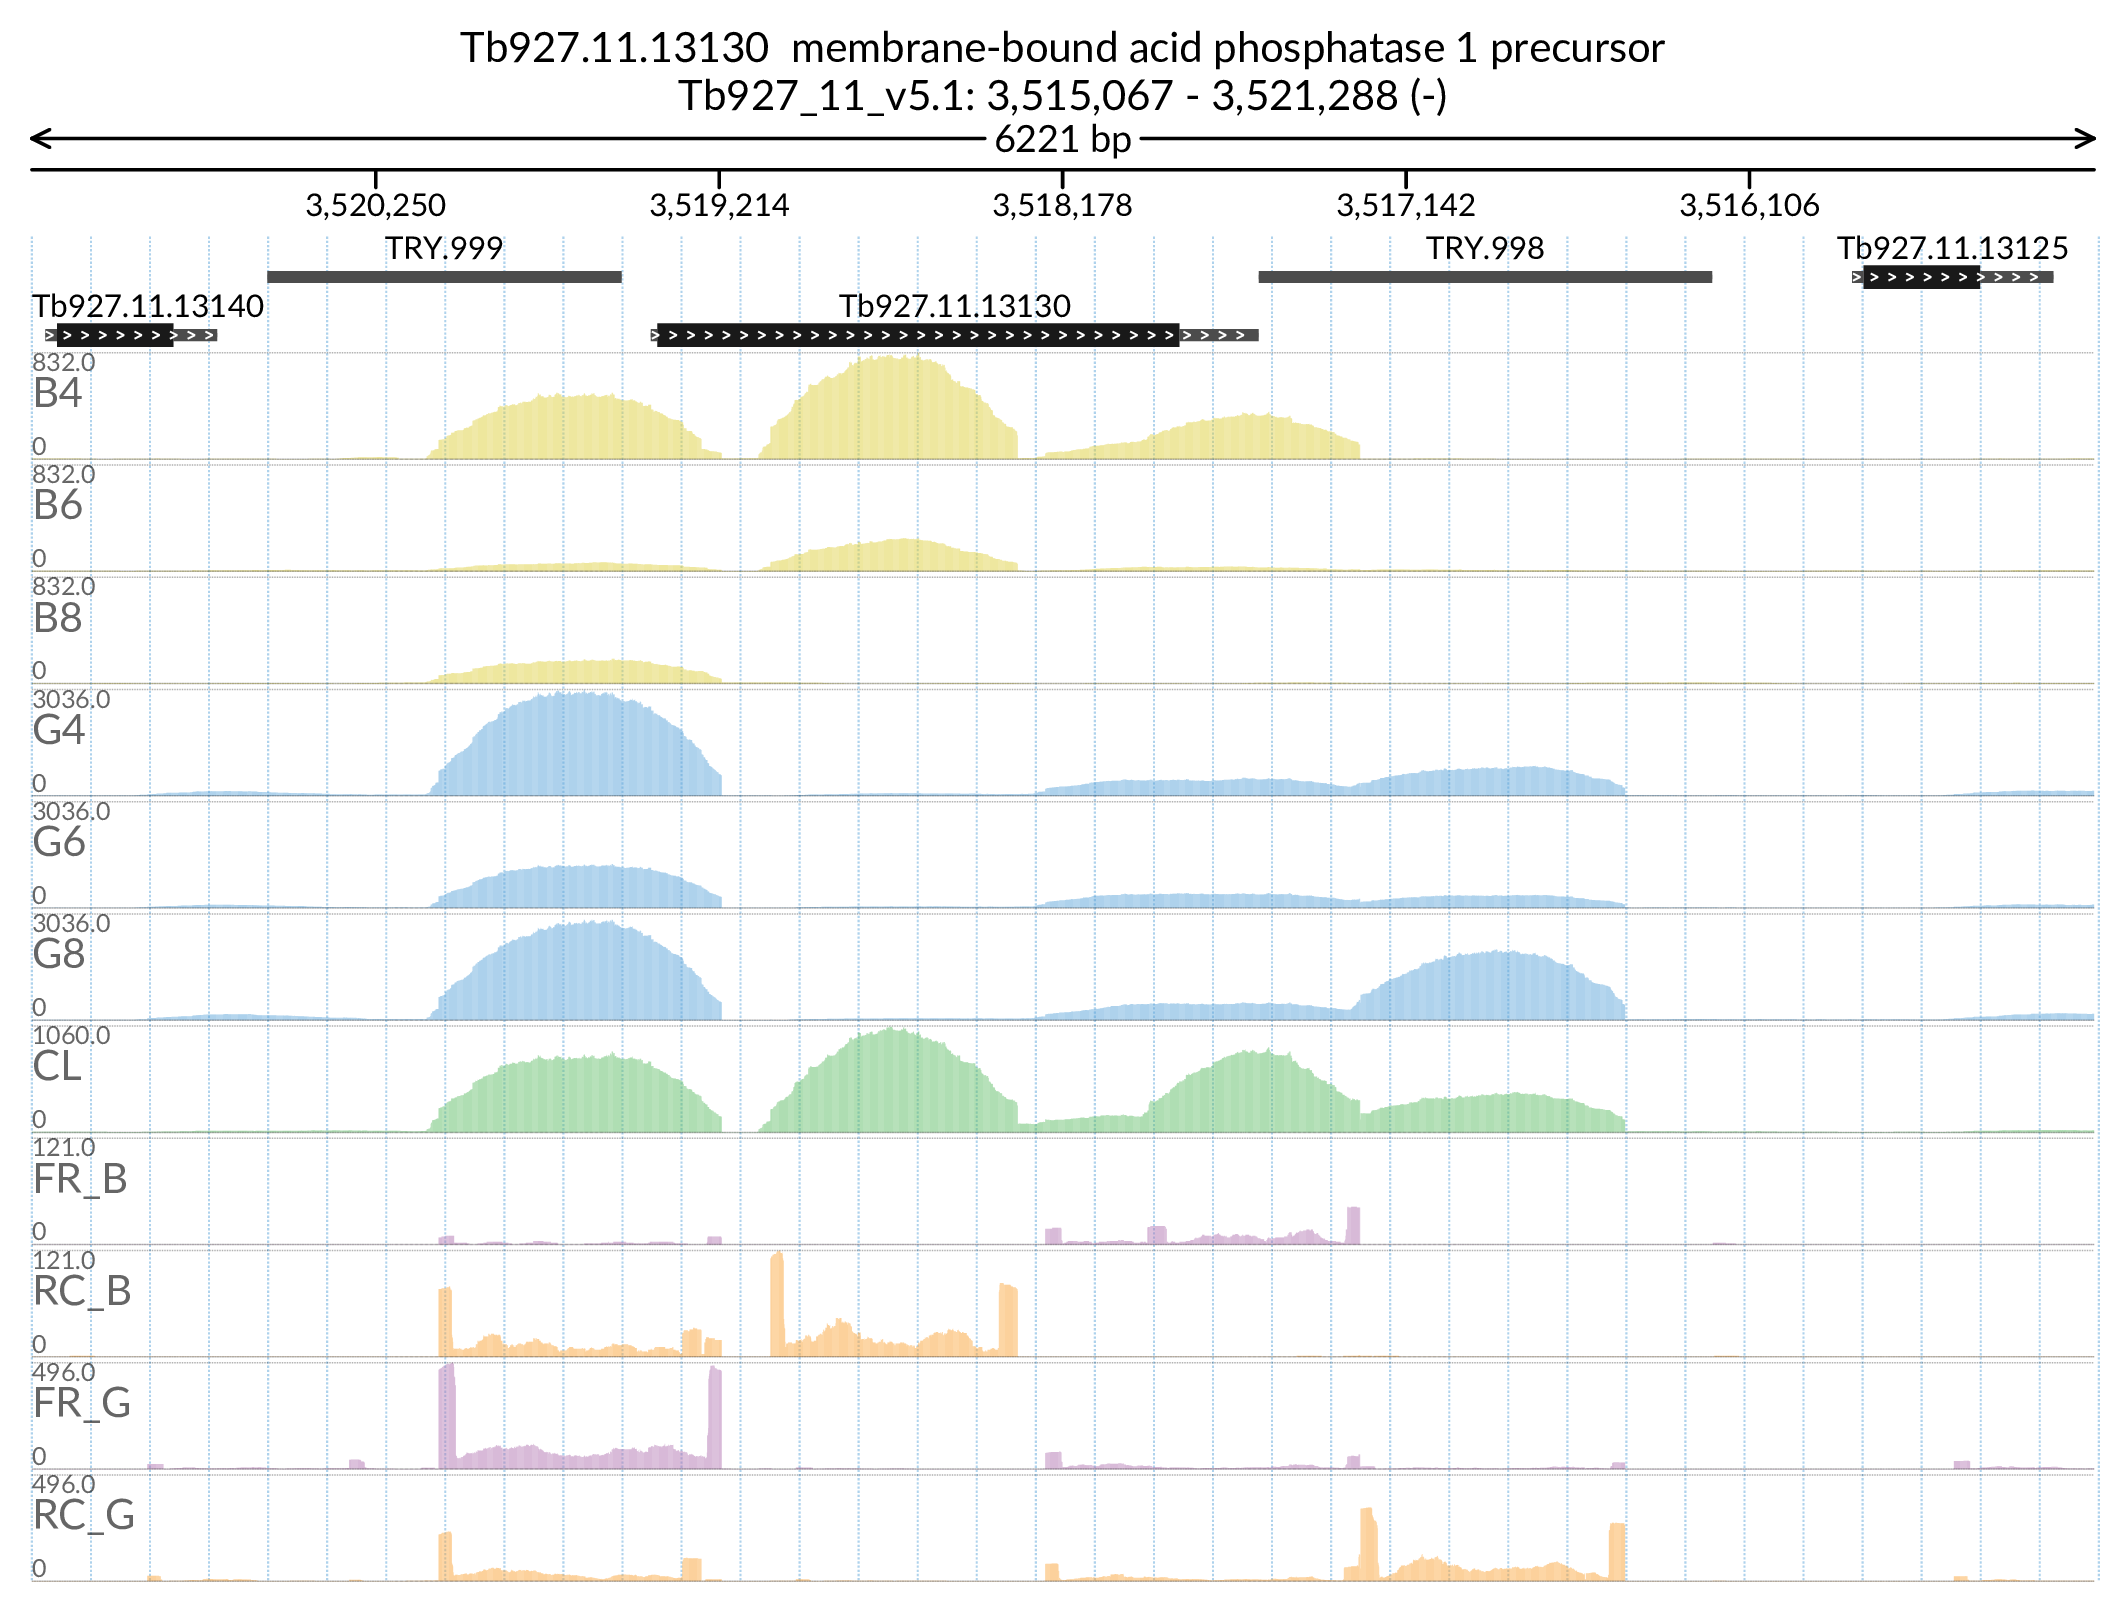 Tb927.11.13130  membrane-bound acid phosphatase 1 precursor
Tb927_11_v5.1: 3,515,067 - 3,521,288 (-)
6221 bp
3,520,250 3,519,214 3,518,178 3,517,142 3,516,106
TRY.999 TRY.998 Tb927.11.13125
Tb927.11.13140 Tb927.11.13130
832.0
B4
0
832.0
B6
0
832.0
B8
0
3036.0
G4
0
3036.0
G6
0
3036.0
G8
0
1060.0
CL
0
121.0
FR_B
0
121.0
RC_B
0
496.0
FR_G
0
496.0
RC_G
0